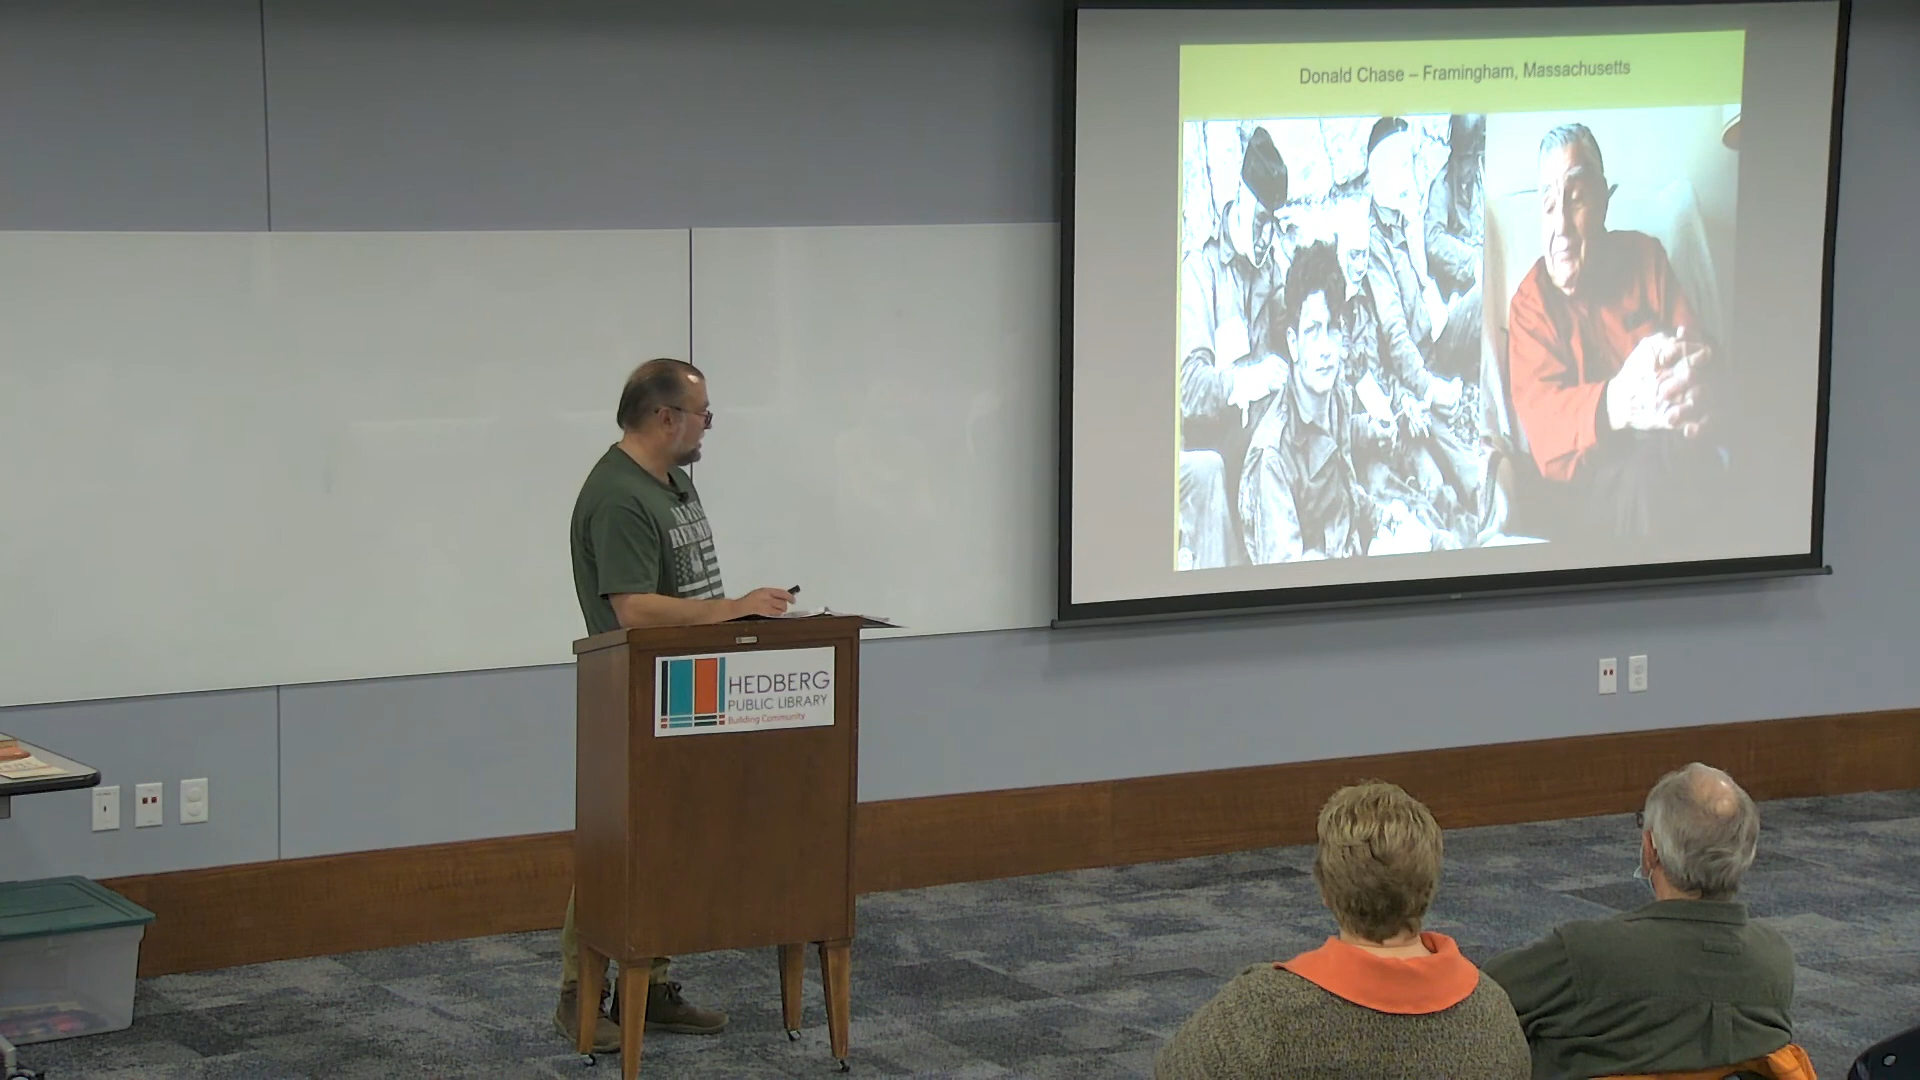 Donald Chase – Framingham, Massachusetts
HEDBERG
PUBLIC LIBRARY
Building Community